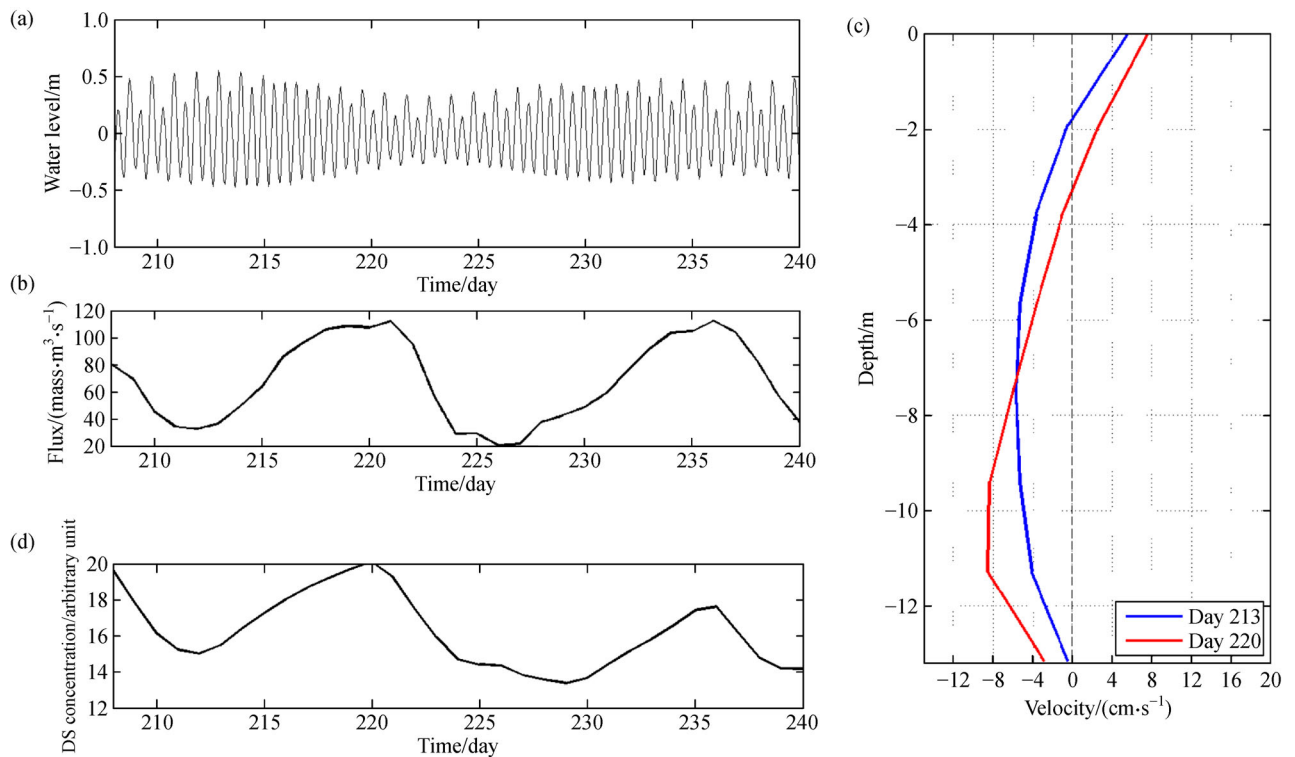 (a)
1.0
0.5
0
−0.5
−1.0
Water level/m
210 215 220 225 230 235 240
Time/day
(b)
120
100
80
60
40
20
Flux/(mass·m³·s⁻¹)
210 215 220 225 230 235 240
Time/day
(d)
20
18
16
14
12
DS concentration/arbitrary unit
210 215 220 225 230 235 240
Time/day
(c)
0
−2
−4
−6
−8
−10
−12
Depth/m
Day 213
Day 220
−12 −8 −4 0 4 8 12 16 20
Velocity/(cm·s⁻¹)